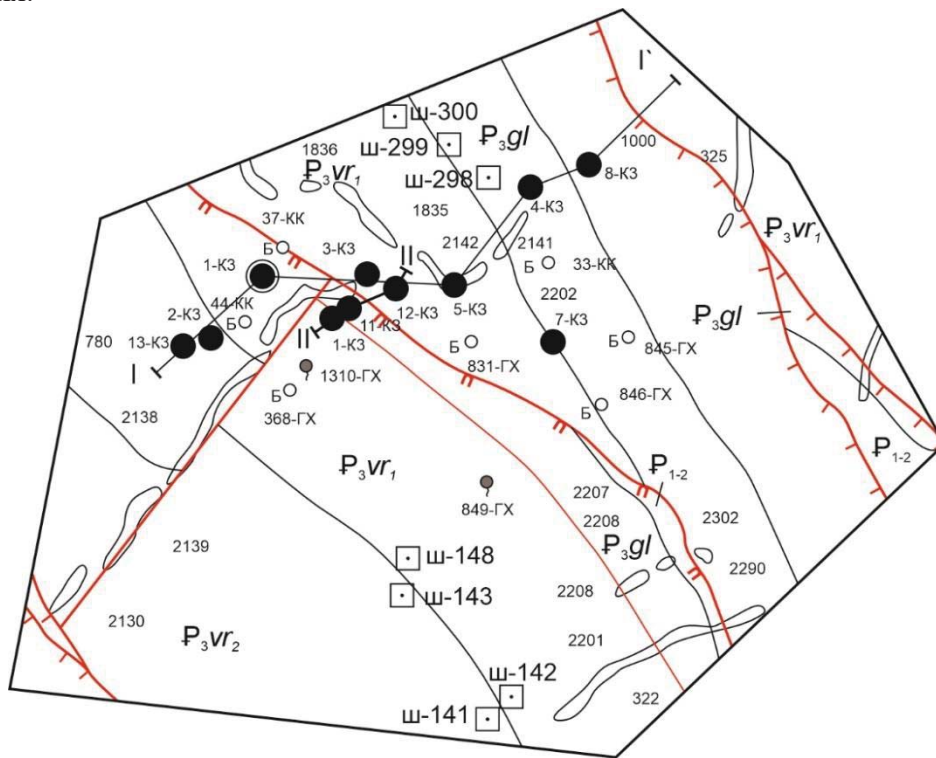 I`
ш-300
1000
ш-299
₽₃gl
325
1836
₽₃vr₁
8-КЗ
ш-298
4-КЗ
1835
37-КК
2142
2141
₽₃vr₁
Б
3-КЗ
II
1-КЗ
Б
33-КК
44-КК
2202
5-КЗ
2-КЗ
12-КЗ
₽₃gl
7-КЗ
Б
11-КЗ
II
1-КЗ
831-ГХ
780
13-КЗ
Б
Б
845-ГХ
I
1310-ГХ
Б
368-ГХ
846-ГХ
Б
2138
₽₁₋₂
₽₃vr₁
₽₁₋₂
849-ГХ
2207
2208
2302
2139
₽₃gl
ш-148
2290
2208
ш-143
2130
₽₃vr₂
2201
ш-142
322
ш-141